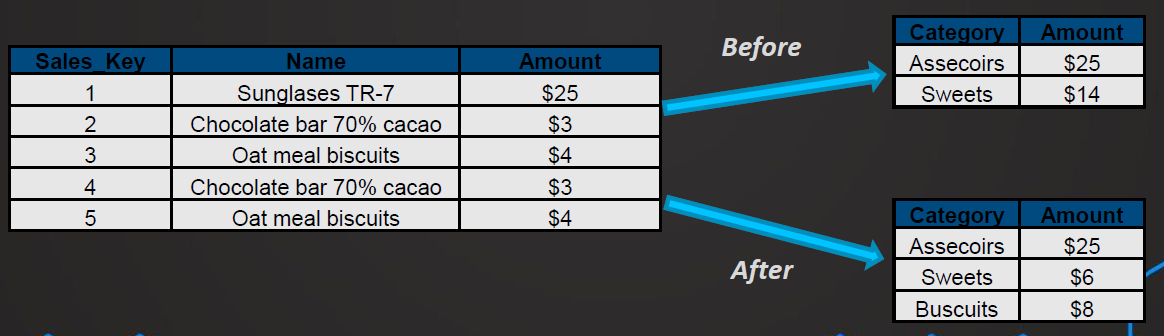 Sales_Key Name Amount
1 Sunglases TR-7 $25
2 Chocolate bar 70% cacao $3
3 Oat meal biscuits $4
4 Chocolate bar 70% cacao $3
5 Oat meal biscuits $4
Before
Category Amount
Assecoirs $25
Sweets $14
After
Category Amount
Assecoirs $25
Sweets $6
Buscuits $8